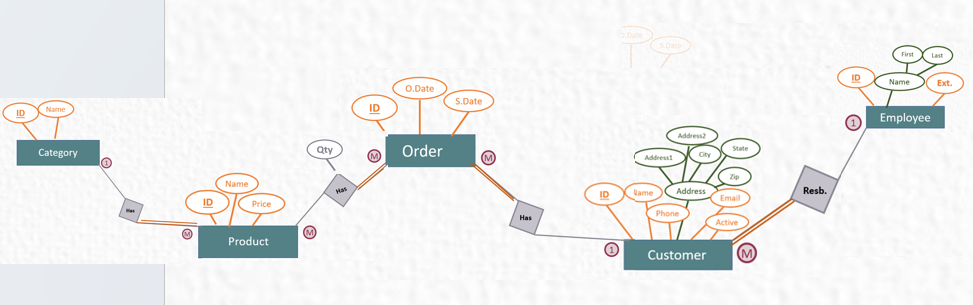 ID
Name
Category
1
Has
M
ID
Name
Price
Product
M
Qty
Has
M
ID
O.Date
S.Date
Order
M
Has
1
S.Date
ID
Name
Phone
Address1
Address2
City
State
Zip
Address
Email
Active
Customer
M
Resb.
1
ID
First
Last
Name
Ext.
Employee